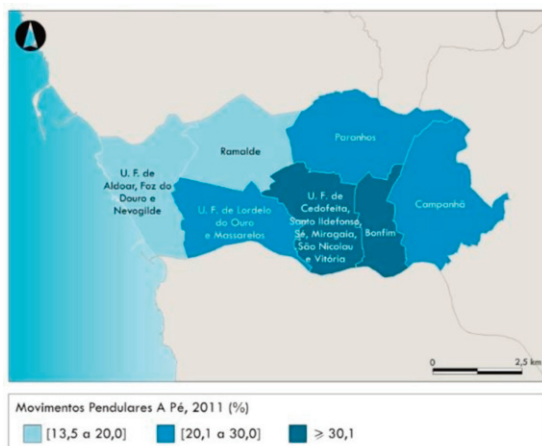 Paranhos
Ramalde
U. F. de
Aldoar, Foz do
Douro e
Nevogilde
U. F. de Lordelo
do Ouro
e Massarelos
U. F. de
Cedofeita,
Santo Ildefonso,
Sé, Miragaia,
São Nicolau
e Vitória
Bonfim
Campanhã
0 2,5 km
Movimentos Pendulares A Pé, 2011 (%)
[13,5 a 20,0] [20,1 a 30,0] ⩾ 30,1